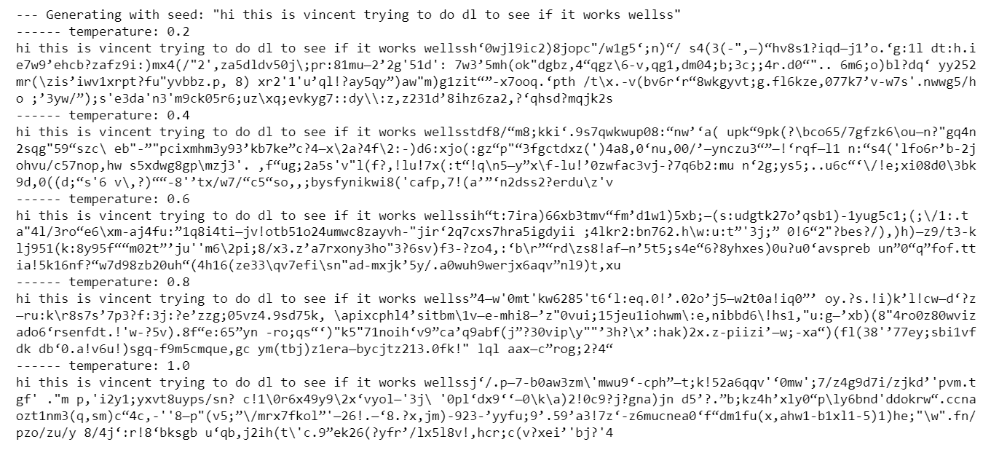 --- Generating with seed: "hi this is vincent trying to do dl to see if it works wellss"
------ temperature: 0.2
hi this is vincent trying to do dl to see if it works wellssh‘0wjl9ic2)8jopc"/w1g5‘;n)“/ s4(3(-",—)“hv8s1?iqd—j1’o.‘g:1l dt:h.i
e7w9’ehcb?zafz9i:)mx4(/"2',za5dldv50j\;pr:81mu—2’2g'51d': 7w3’5mh(ok"dgbz,4“qgz\6-v,qg1,dm04;b;3c;;4r.d0“".. 6m6;o)bl?dq‘ yy252
mr(\zis’iwv1xrpt?fu"yvbbz.p, 8) xr2'1'u’ql!?ay5qy”)aw"m)g1zit“”-x7ooq.‘pth /t\x.-v(bv6r‘r“8wkgyvt;g.fl6kze,077k7’v-w7s'.nwwg5/h
o ;’3yw/”);s'e3da'n3'm9ck05r6;uz\xq;evkyg7::dy\\:z,z231d’8ihz6za2,?‘qhsd?mqjk2s
------ temperature: 0.4
hi this is vincent trying to do dl to see if it works wellsstdf8/“m8;kki‘.9s7qwkwup08:“nw’‘a( upk“9pk(?\bco65/7gfzk6\ou—n?"gq4n
2sqg"59“szc\ eb"-”"pcixmhm3y93’kb7ke”c?4—x\2a?4f\2:-)d6:xjo(:gz“p"“3fgctdxz(')4a8,0‘nu,00/’—ynczu3“”—!‘rqf—l1 n:“s4('lfo6r’b-2j
ohvu/c57nop,hw s5xdwg8gp\mzj3'. ,f“ug;2a5s'v"l(f?,!lu!7x(:t“!q\n5—y”x\f-lu!’0zwfac3vj-?7q6b2:mu n‘2g;ys5;..u6c“‘\/!e;xi08d0\3bk
9d,0((d;“s'6 v\,?)““-8'’tx/w7/“c5“so,,;bysfynikwi8('cafp,7!(a’”‘n2dss2?erdu\z'v
------ temperature: 0.6
hi this is vincent trying to do dl to see if it works wellssih“t:7ira)66xb3tmv“fm’d1w1)5xb;—(s:udgtk27o’qsb1)-1yug5c1;(;\/1:.t
a"4l/3ro“e6\xm-aj4fu:”1q8i4ti—jv!otb51o24umwc8zayvh-"jir‘2q7cxs7hra5igdyii ;4lkr2:bn762.h\w:u:t”'3j;” 0!6“2"?bes?/),)h)—z9/t3-k
lj951(k:8y95f““m02t”’ju''m6\2pi;8/x3.z’a7rxony3ho"3?6sv)f3-?zo4,:‘b\r”“rd\zs8!af—n’5t5;s4e“6?8yhxes)0u?u0‘avspreb un”0“q”fof.tt
ia!5k16nf?“w7d98zb20uh“(4h16(ze33\qv7efi\sn"ad-mxjk’5y/.a0wuh9werjx6aqv”nl9)t,xu
------ temperature: 0.8
hi this is vincent trying to do dl to see if it works wellss”4—w'0mt'kw6285't6‘l:eq.0!’.02o’j5—w2t0a!iq0”’ oy.?s.!i)k’l!cw—d‘?z
—ru:k\r8s7s’7p3?f:3j:?e’zzg;05vz4.9sd75k, \apixcphl4’sitbm\1v—e-mhi8—’z"0vui;15jeu1iohwm\:e,nibbd6\!hs1,"u:g—’xb)(8"4ro0z80wviz
ado6‘rsenfdt.!'w-?5v).8f“e:65”yn -ro;qs“‘)"k5"71noih‘v9”ca’q9abf(j”?30vip\y""’3h?\x’:hak)2x.z-piizi’—w;-xa“)(fl(38'’77ey;sbi1vf
dk db‘0.a!v6u!)sgq-f9m5cmque,gc ym(tbj)z1era—bycjtz213.0fk!" lql aax—c”rog;2?4“
------ temperature: 1.0
hi this is vincent trying to do dl to see if it works wellssj‘/.p—7-b0aw3zm\'mwu9‘-cph”—t;k!52a6qqv'‘0mw';7/z4g9d7i/zjkd’'pvm.t
gf' ."m p,'i2y1;yxvt8uyps/sn? c!1\0r6x49y9\2x‘vyol—'3j\ '0pl‘dx9‘‘—0\k\a)2!0c9?j?gna)jn d5’?.”b;kz4h’xly0“p\ly6bnd'ddokrw“.ccna
ozt1nm3(q,sm)c“4c,-''8—p"(v5;”\/mrx7fkol”'—26!.—‘8.?x,jm)-923-’yyfu;9’.59’a3!7z‘-z6mucnea0‘f“dm1fu(x,ahw1-b1xl1-5)1)he;"\w".fn/
pzo/zu/y 8/4j‘:r!8‘bksgb u‘qb,j2ih(t\'c.9”ek26(?yfr’/lx5l8v!,hcr;c(v?xei’'bj?'4